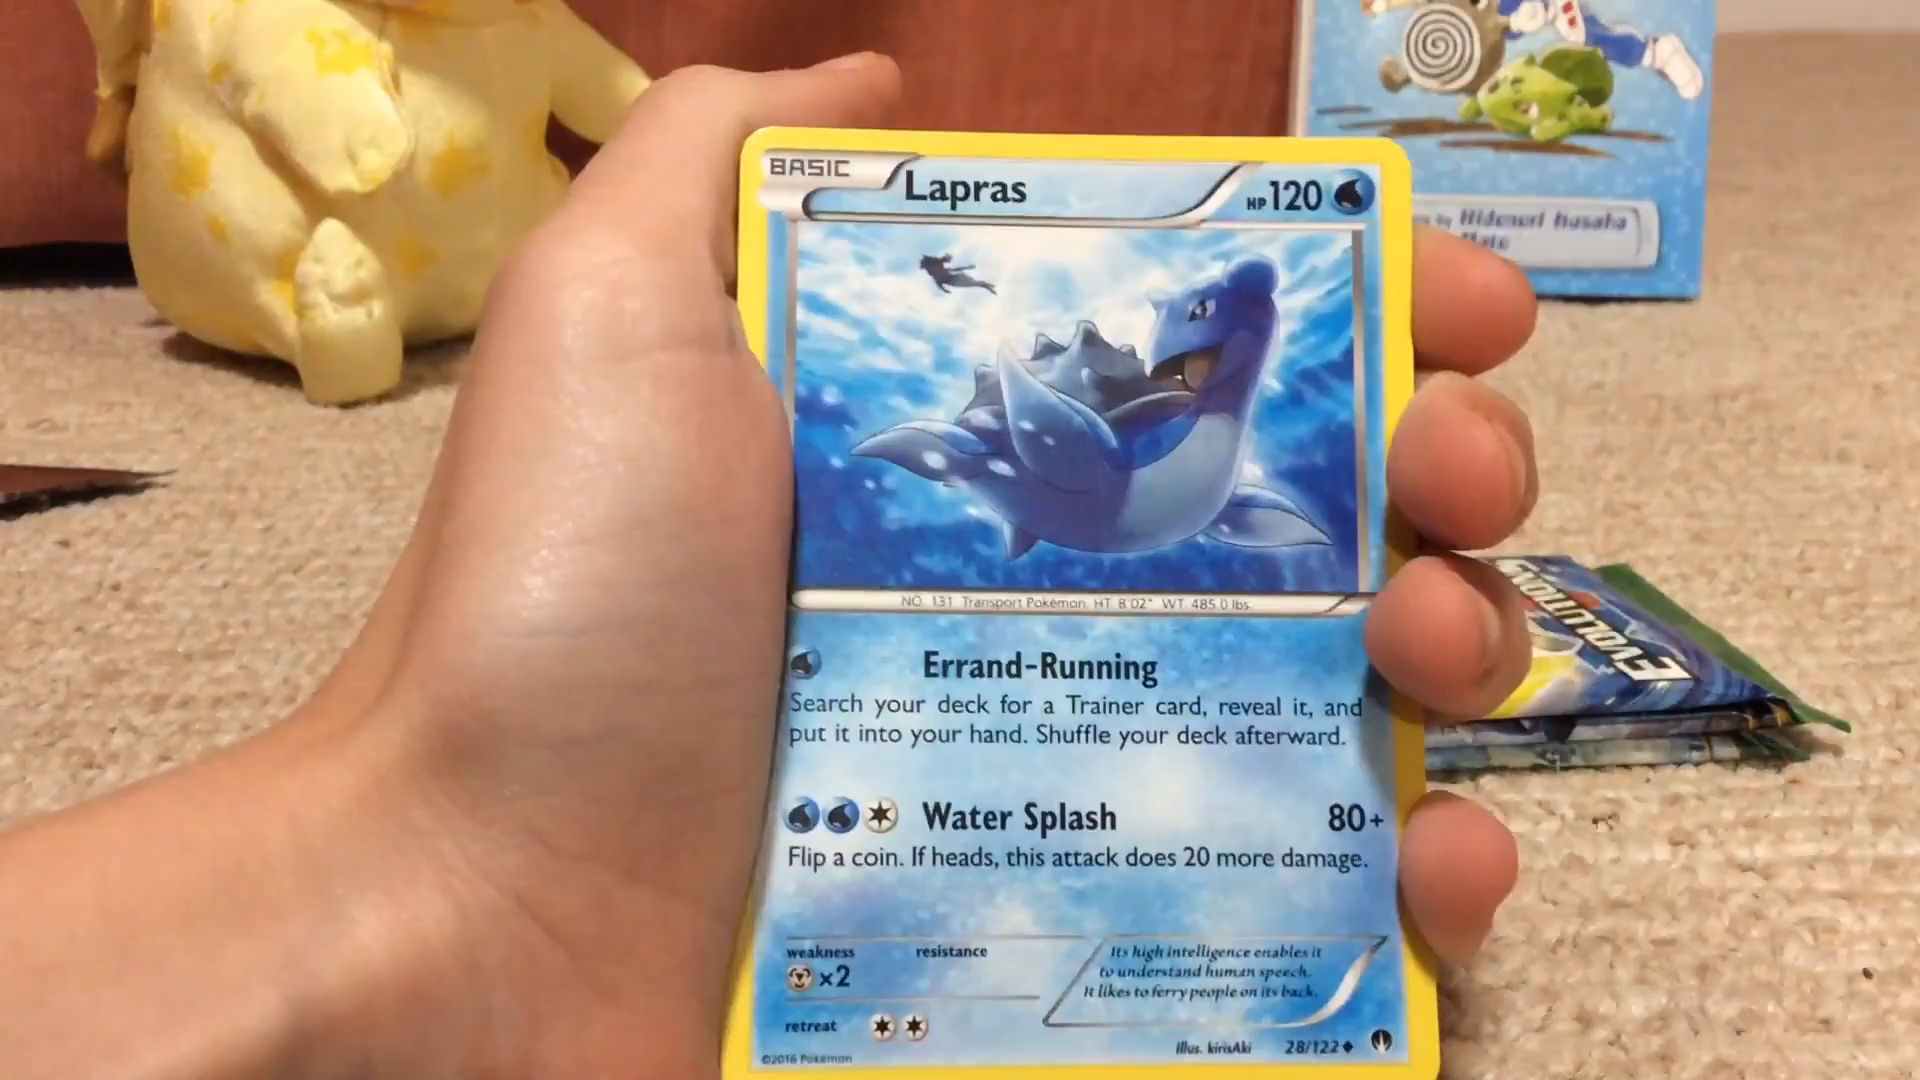 BASIC
Lapras
HP120
NO. 131 Transport Pokémon HT 8'02" WT. 485.0 lbs.
Errand-Running
Search your deck for a Trainer card, reveal it, and
put it into your hand. Shuffle your deck afterward.
Water Splash 80+
Flip a coin. If heads, this attack does 20 more damage.
weakness resistance
×2
Its high intelligence enables it
to understand human speech.
It likes to ferry people on its back.
retreat
©2016 Pokémon
Illus. kirisAki 28/122
by Hidenori Kusaka
EVOLUTIONS